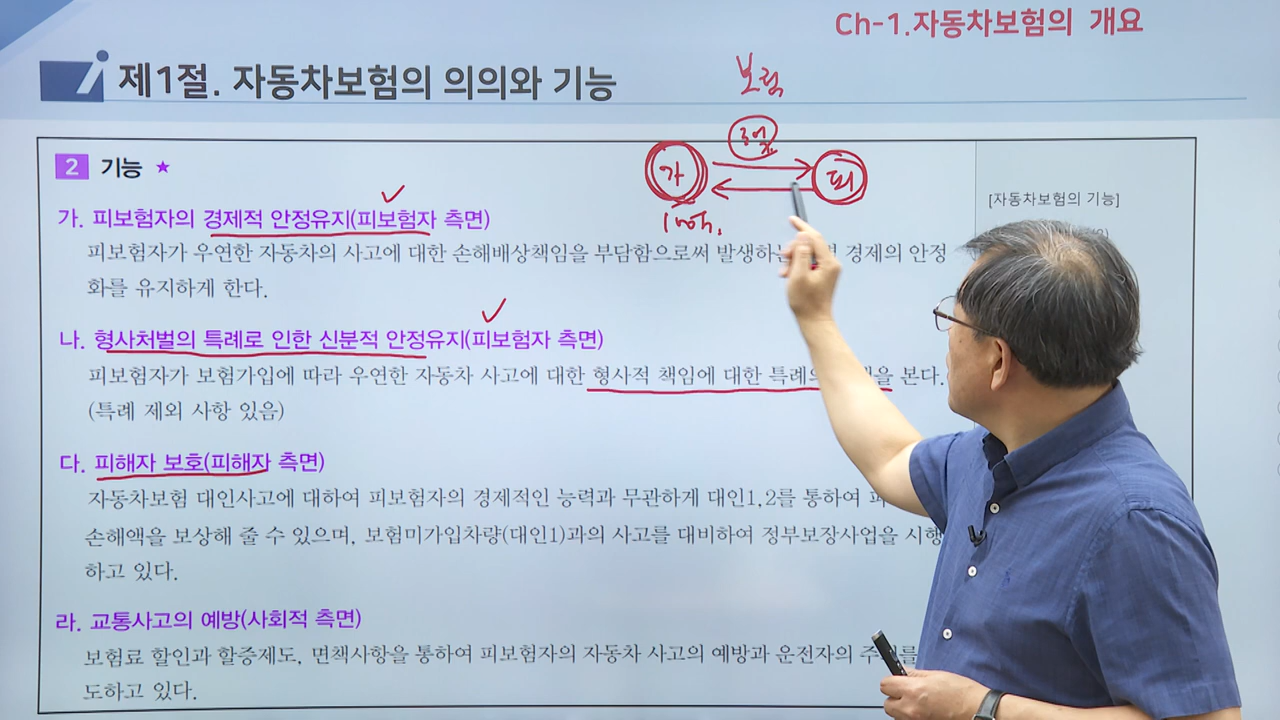 Ch-1.자동차보험의 개요
제1절. 자동차보험의 의의와 기능
2 기능 ★
가
피
[자동차보험의 기능]
가. 피보험자의 경제적 안정유지(피보험자 측면)
피보험자가 우연한 자동차의 사고에 대한 손해배상책임을 부담함으로써 발생하는 경제의 안정
화를 유지하게 한다.
나. 형사처벌의 특례로 인한 신분적 안정유지(피보험자 측면)
피보험자가 보험가입에 따라 우연한 자동차 사고에 대한 형사적 책임에 대한 특례의 본다.
(특례 제외 사항 있음)
다. 피해자 보호(피해자 측면)
자동차보험 대인사고에 대하여 피보험자의 경제적인 능력과 무관하게 대인1,2를 통하여
손해액을 보상해 줄 수 있으며, 보험미가입차량(대인1)과의 사고를 대비하여 정부보장사업을 시행
하고 있다.
라. 교통사고의 예방(사회적 측면)
보험료 할인과 할증제도, 면책사항을 통하여 피보험자의 자동차 사고의 예방과 운전자의
도하고 있다.